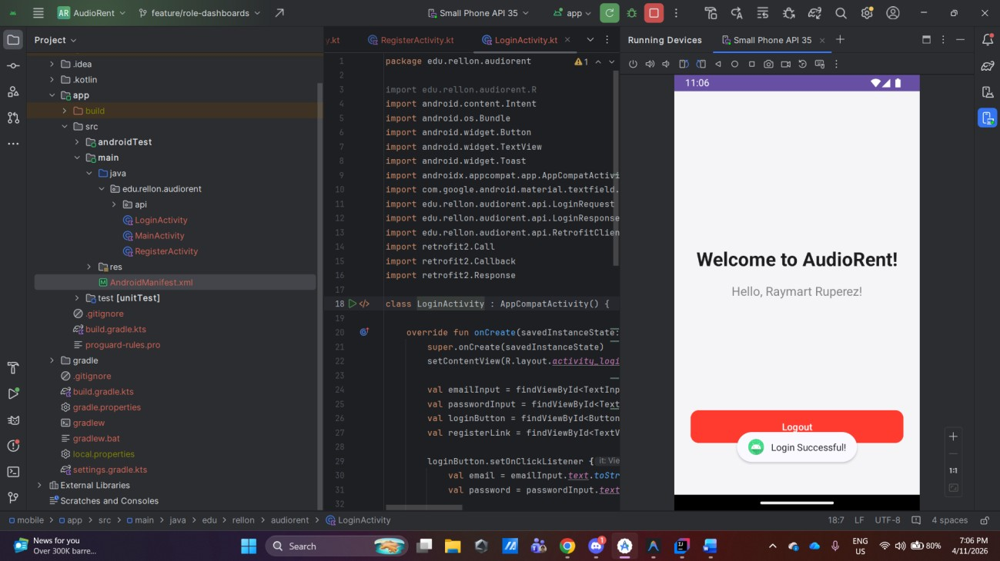 AR AudioRent feature/role-dashboards Small Phone API 35 app
Project
.idea
.kotlin
app
build
src
androidTest
main
java
edu.rellon.audiorent
api
LoginActivity
MainActivity
RegisterActivity
res
AndroidManifest.xml
test [unitTest]
.gitignore
build.gradle.kts
proguard-rules.pro
gradle
.gitignore
build.gradle.kts
gradle.properties
gradlew
gradlew.bat
local.properties
settings.gradle.kts
External Libraries
Scratches and Consoles
y.kt RegisterActivity.kt LoginActivity.kt
1 package edu.rellon.audiorent 1
2
3 import edu.rellon.audiorent.R
4 import android.content.Intent
5 import android.os.Bundle
6 import android.widget.Button
7 import android.widget.TextView
8 import android.widget.Toast
9 import androidx.appcompat.app.AppCompatActivi
10 import com.google.android.material.textfield.
11 import edu.rellon.audiorent.api.LoginRequest
12 import edu.rellon.audiorent.api.LoginResponse
13 import edu.rellon.audiorent.api.RetrofitClien
14 import retrofit2.Call
15 import retrofit2.Callback
16 import retrofit2.Response
17
18 class LoginActivity : AppCompatActivity() {
19
20 override fun onCreate(savedInstanceState:
21 super.onCreate(savedInstanceState)
22 setContentView(R.layout.activity_logi
23
24 val emailInput = findViewById<TextInp
25 val passwordInput = findViewById<Text
26 val loginButton = findViewById<Button
27 val registerLink = findViewById<TextV
28
29 loginButton.setOnClickListener { it: Vie
30 val email = emailInput.text.toStr
31 val password = passwordInput.text
32
Running Devices Small Phone API 35
11:06
Welcome to AudioRent!
Hello, Raymart Ruperez!
Logout
Login Successful!
1:1
mobile > app > src > main > java > edu > rellon > audiorent > LoginActivity
18:7 LF UTF-8 4 spaces
News for you
Over 300K barre...
Search
1
ENG
US
80%
7:06 PM
4/11/2026